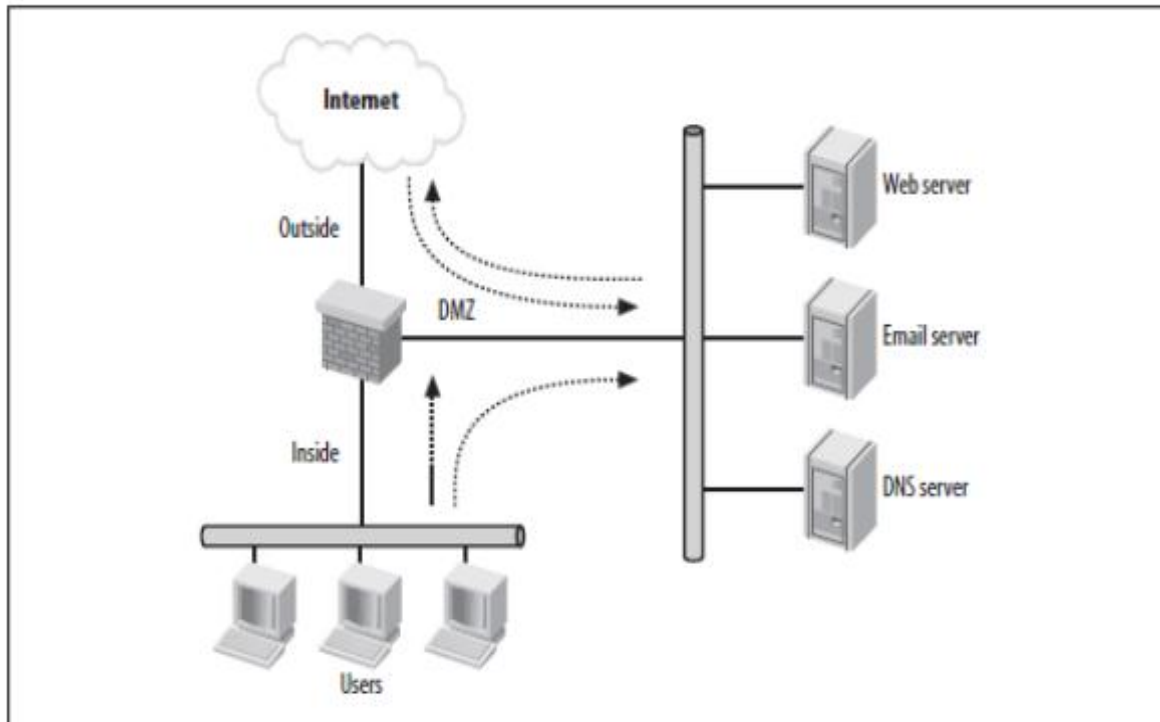 Internet
Outside
DMZ
Inside
Users
Web server
Email server
DNS server